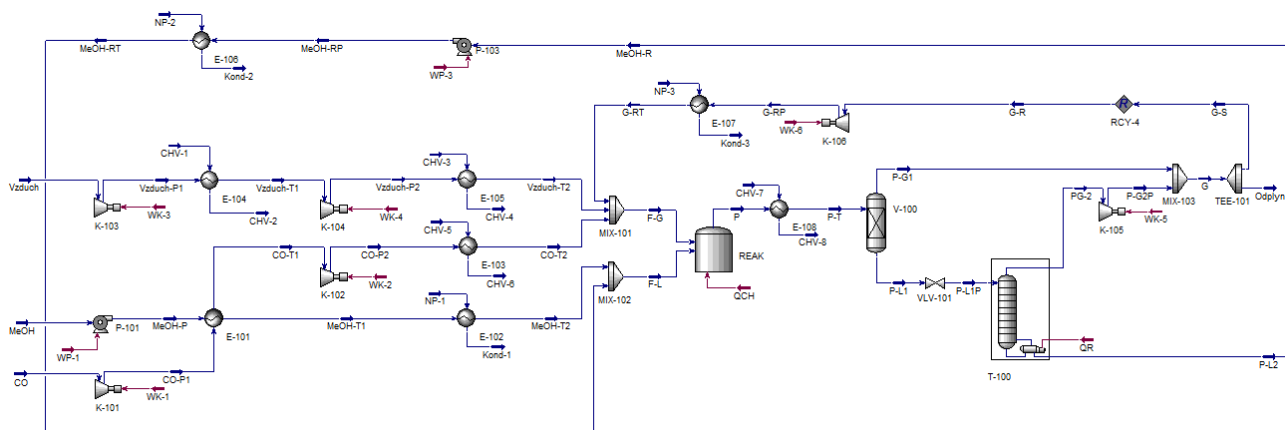 NP-2
MeOH-RT
E-106
Kond-2
MeOH-RP
P-103
WP-3
MeOH-R
NP-3
G-RT
E-107
Kond-3
G-RP
WK-6
K-106
G-R
RCY-4
G-S
CHV-1
CHV-3
Vzduch
Vzduch-P1
E-104
CHV-2
Vzduch-T1
Vzduch-P2
E-105
CHV-4
Vzduch-T2
K-103
WK-3
K-104
WK-4
CHV-5
MIX-101
F-G
CHV-7
P
E-108
CHV-8
P-T
P-G1
V-100
PG-2
P-G2P
K-105
WK-5
MIX-103
G
TEE-101
Odplyn
CO-T1
CO-P2
E-103
CHV-6
CO-T2
K-102
WK-2
NP-1
REAK
MIX-102
F-L
QCH
P-L1
VLV-101
P-L1P
MeOH
P-101
WP-1
MeOH-P
E-101
MeOH-T1
E-102
Kond-1
MeOH-T2
CO
K-101
CO-P1
WK-1
T-100
QR
P-L2
R